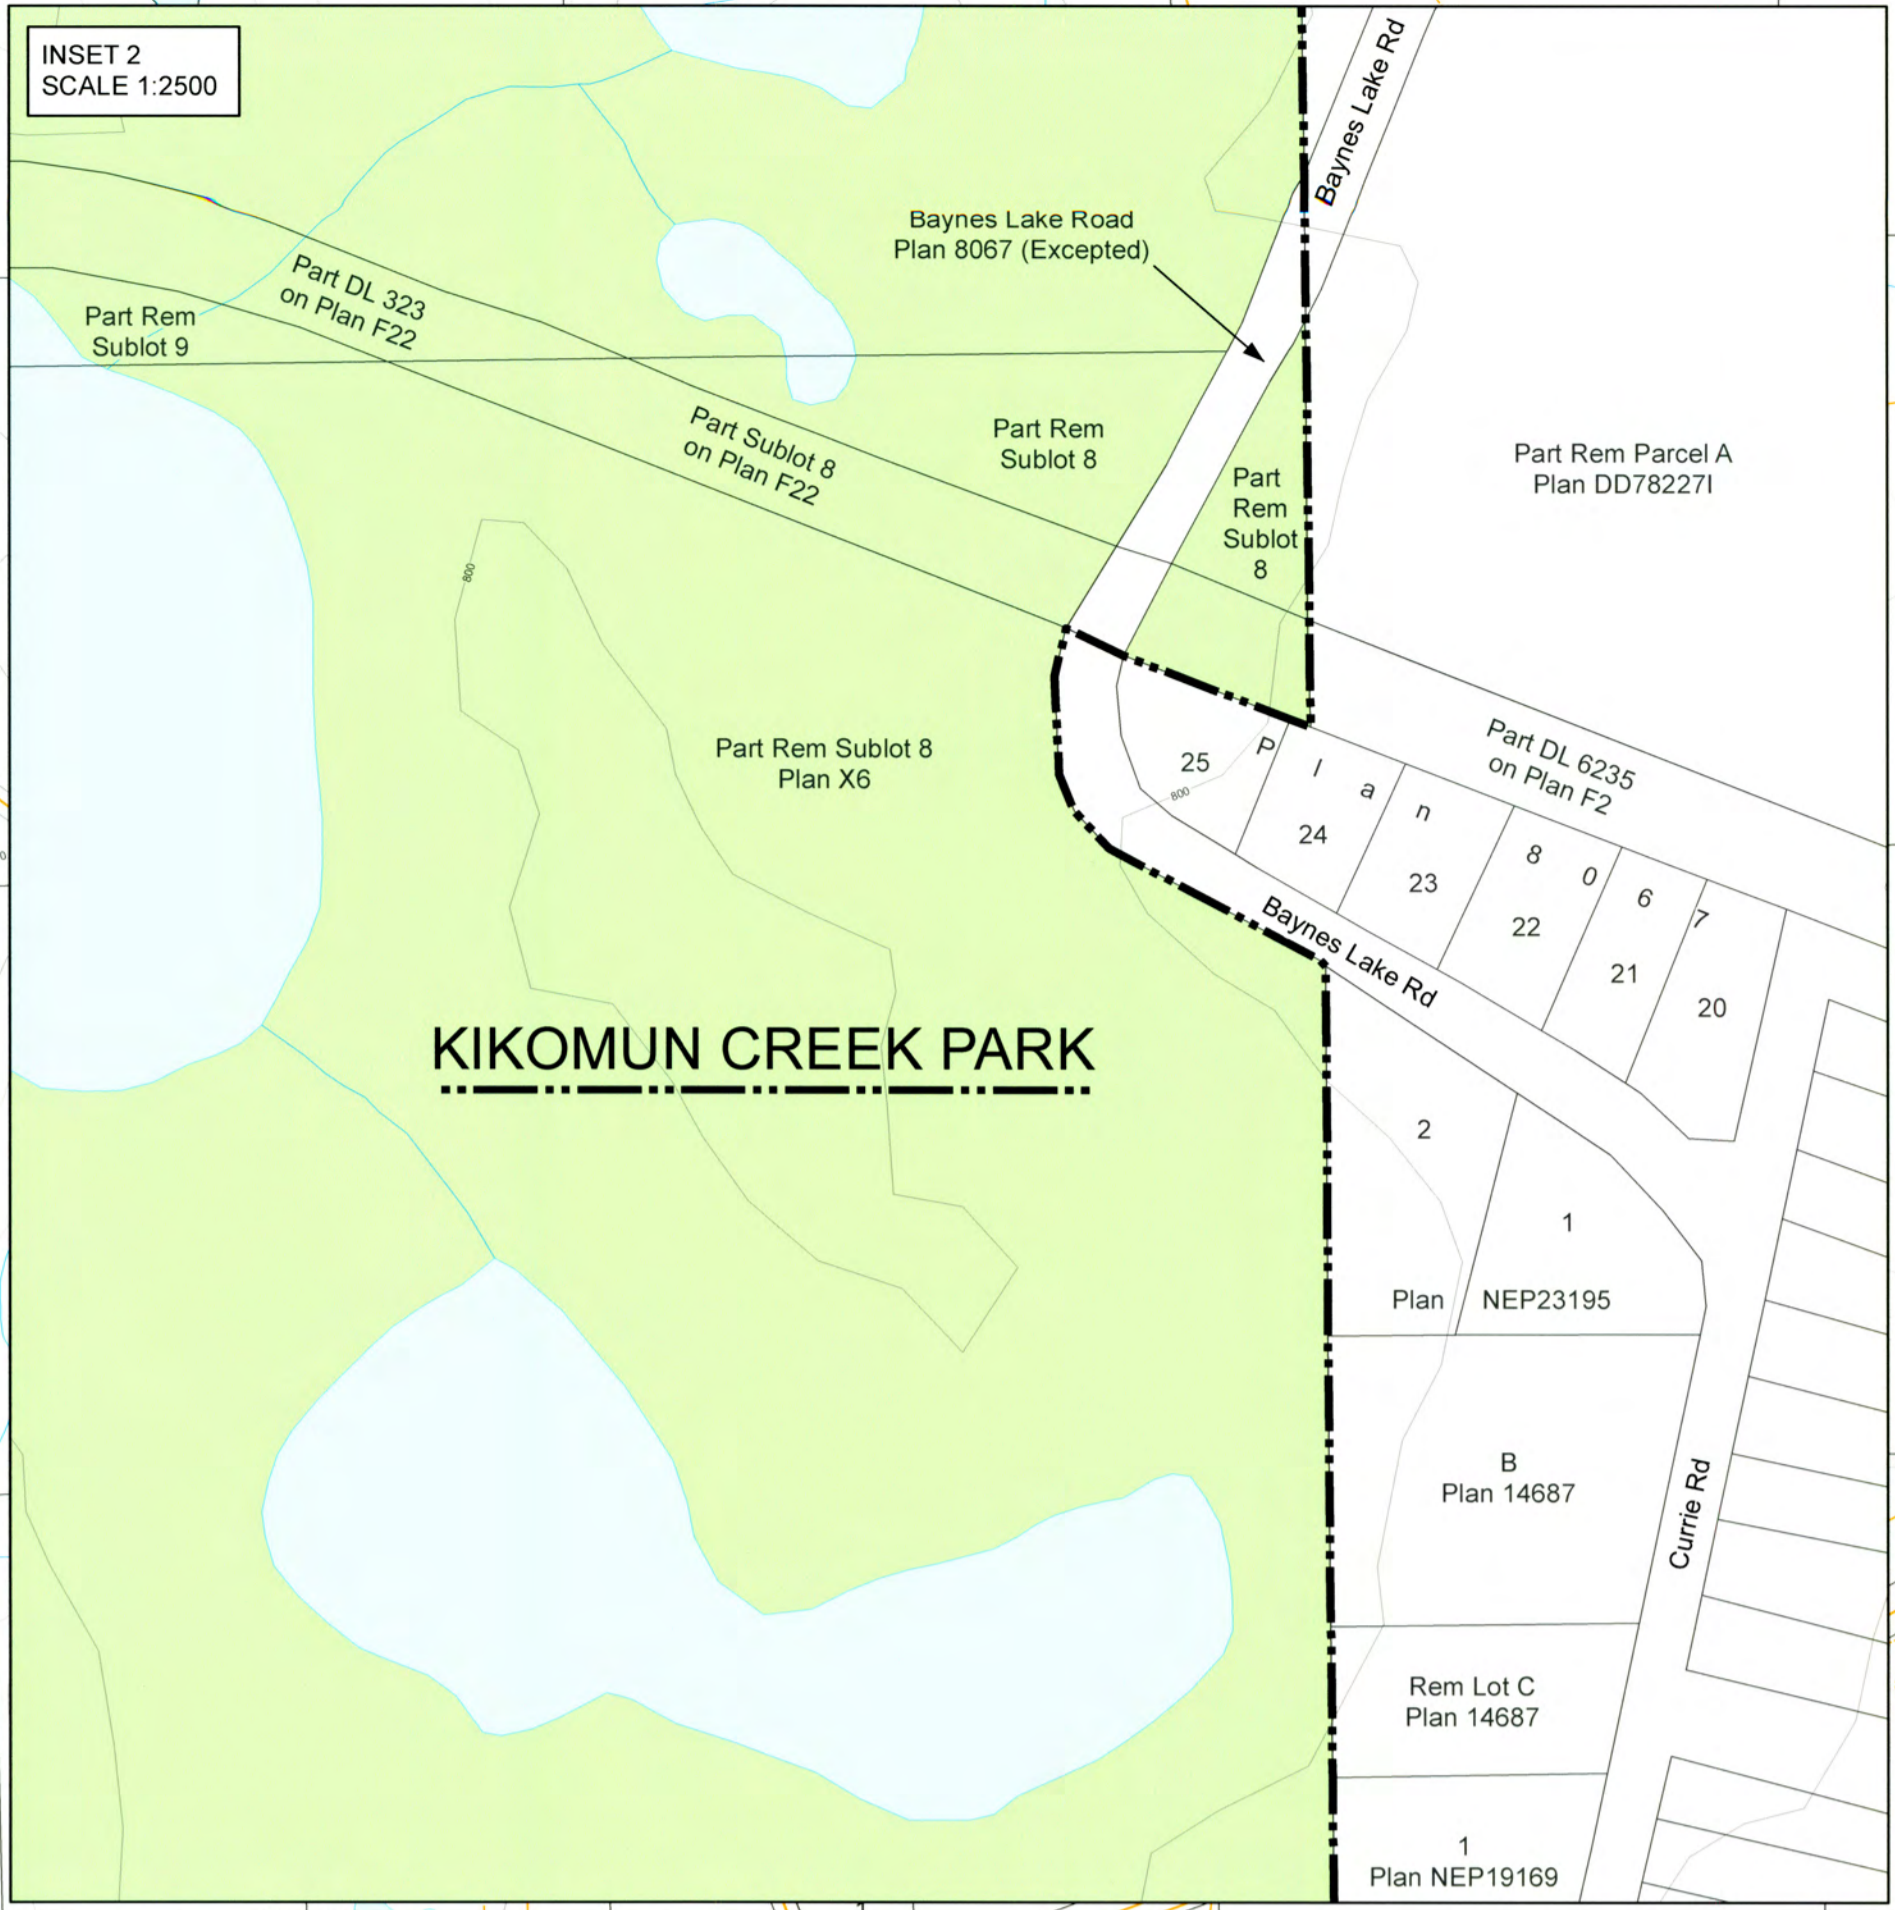 INSET 2
SCALE 1:2500
Baynes Lake Rd
Baynes Lake Road
Plan 8067 (Excepted)
Part DL 323
on Plan F22
Part Rem
Sublot 9
Part Sublot 8
on Plan F22
Part Rem
Sublot 8
Part
Rem
Sublot
8
Part Rem Parcel A
Plan DD78227I
800
Part Rem Sublot 8
Plan X6
Part DL 6235
on Plan F2
25
800
Plan 8067
24
23
22
21
20
Baynes Lake Rd
KIKOMUN CREEK PARK
2
1
Plan NEP23195
B
Plan 14687
Currie Rd
Rem Lot C
Plan 14687
1
Plan NEP19169